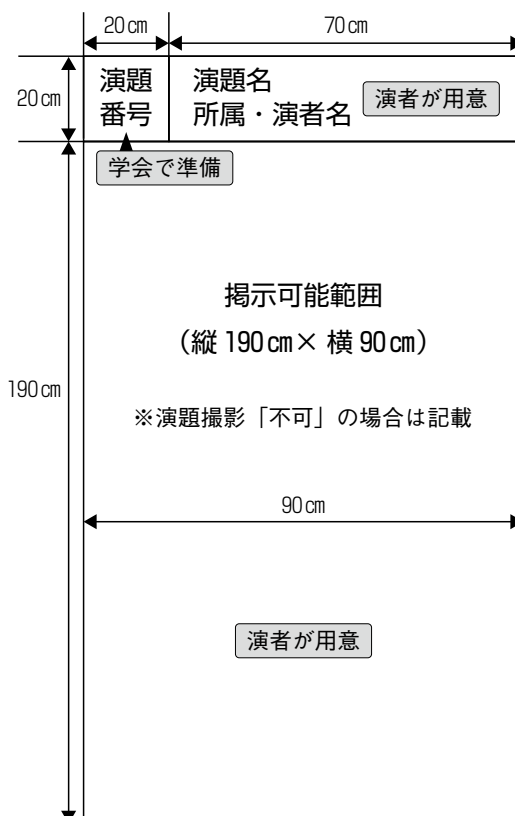 20㎝
70㎝
20㎝
演題
番号
演題名
所属・演者名
演者が用意
学会で準備
掲示可能範囲
（縦 190㎝× 横 90㎝）
190㎝
※演題撮影「不可」の場合は記載
90㎝
演者が用意